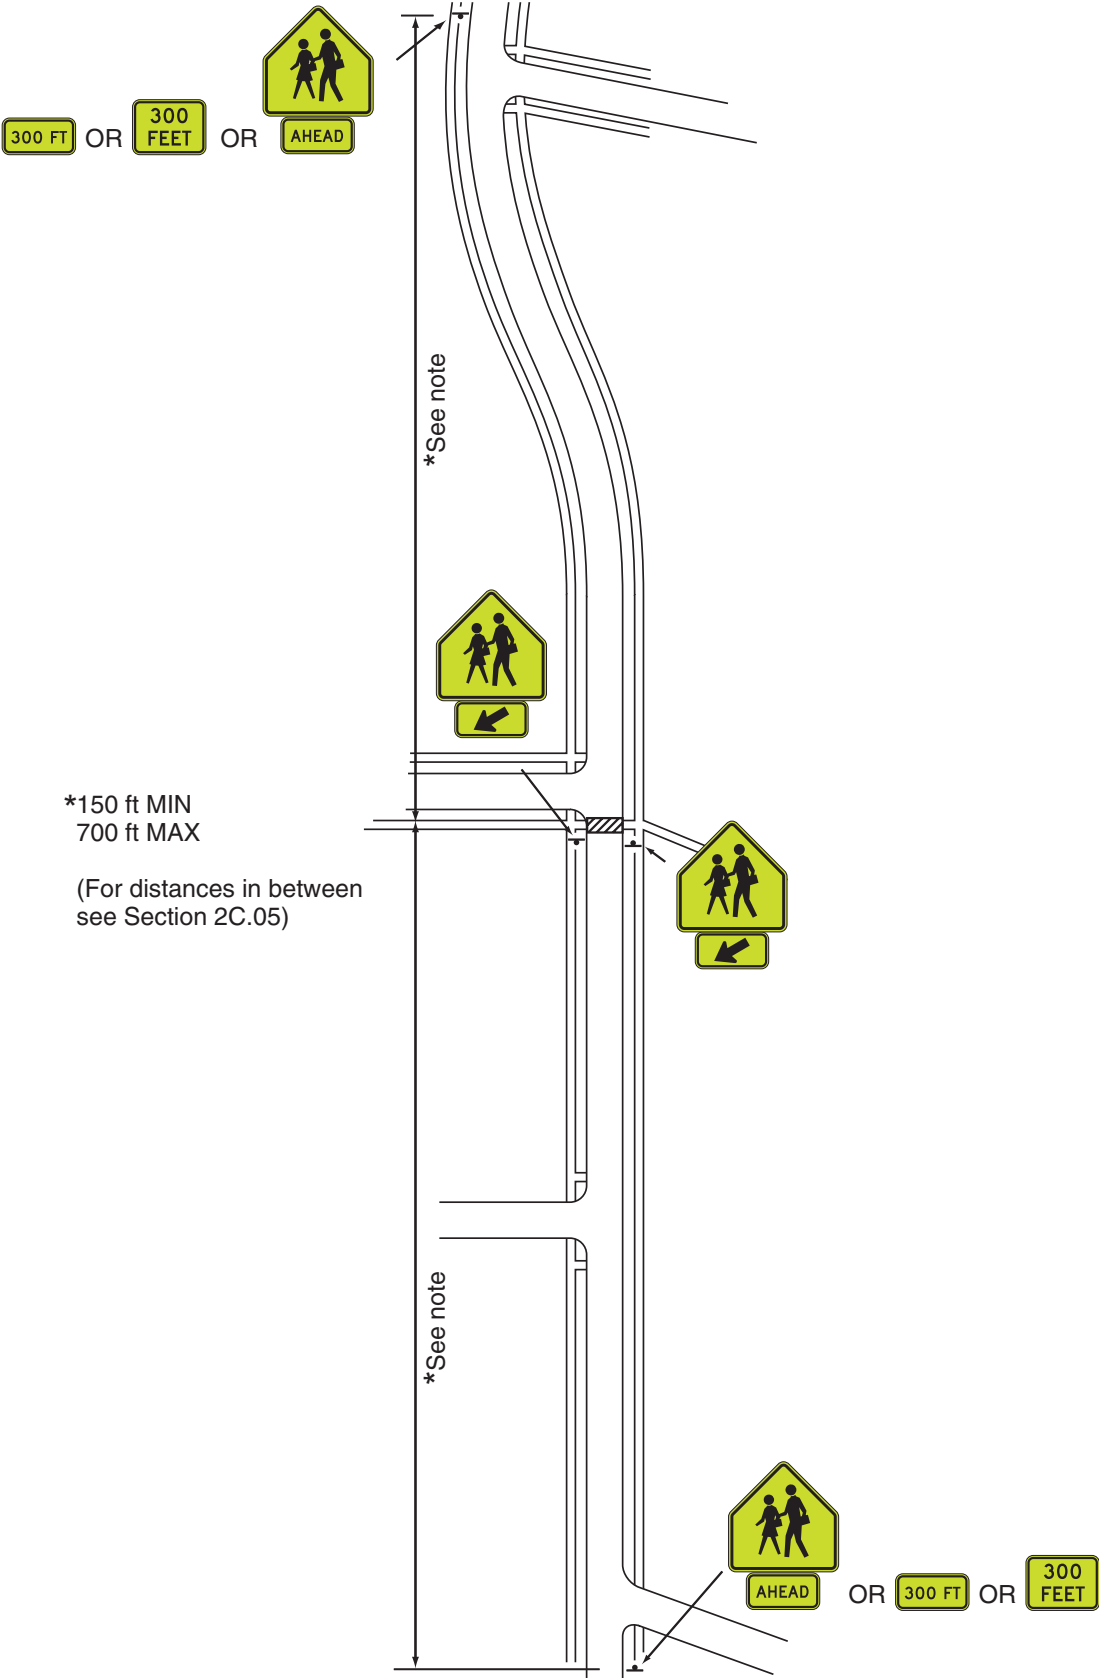 300 FT OR 300 FEET OR AHEAD
*See note
*150 ft MIN
700 ft MAX
(For distances in between
see Section 2C.05)
*See note
AHEAD OR 300 FT OR 300 FEET